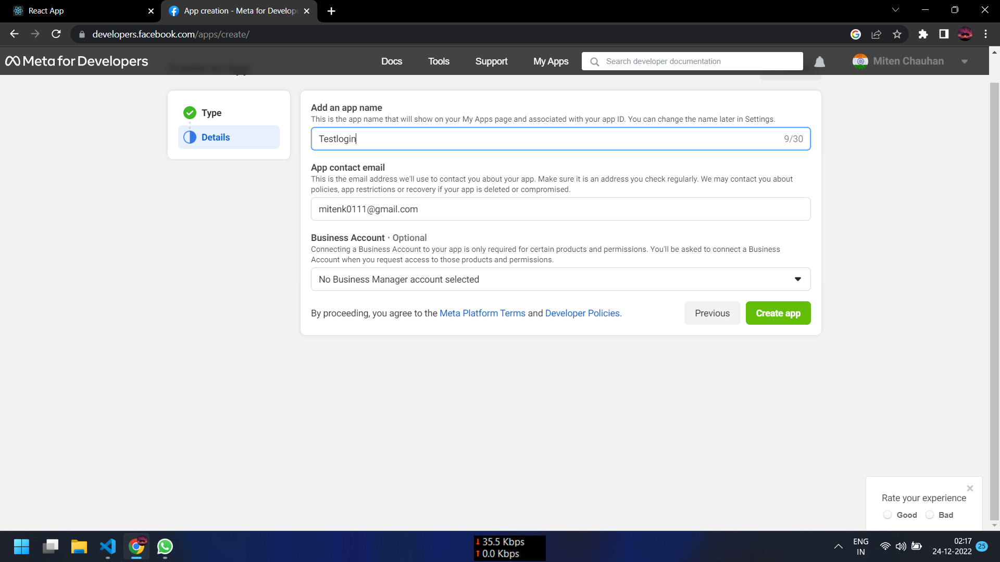 React App
App creation - Meta for Develop
developers.facebook.com/apps/create/
Meta for Developers
Docs
Tools
Support
My Apps
Search developer documentation
Miten Chauhan
Create an App
Type
Details
Add an app name
This is the app name that will show on your My Apps page and associated with your app ID. You can change the name later in Settings.
Testlogin
9/30
App contact email
This is the email address we'll use to contact you about your app. Make sure it is an address you check regularly. We may contact you about
policies, app restrictions or recovery if your app is deleted or compromised.
mitenk0111@gmail.com
Business Account · Optional
Connecting a Business Account to your app is only required for certain products and permissions. You'll be asked to connect a Business
Account when you request access to those products and permissions.
No Business Manager account selected
By proceeding, you agree to the Meta Platform Terms and Developer Policies.
Previous
Create app
Rate your experience
Good
Bad
35.5 Kbps
0.0 Kbps
ENG
IN
02:17
24-12-2022
25